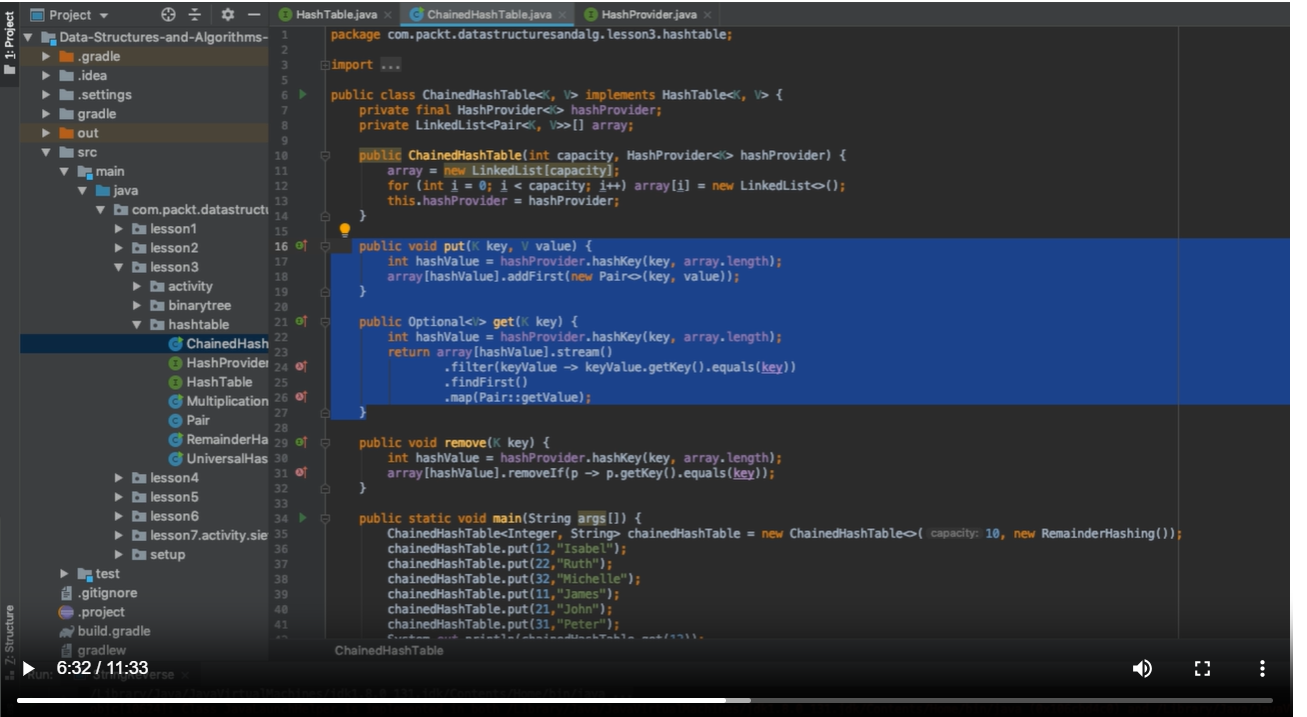 1: Project
Project
HashTable.java
ChainedHashTable.java
HashProvider.java
Data-Structures-and-Algorithms-
.gradle
.idea
.settings
gradle
out
src
main
java
com.packt.datastructu
lesson1
lesson2
lesson3
activity
binarytree
hashtable
ChainedHash
HashProvider
HashTable
Multiplication
Pair
RemainderHa
UniversalHas
lesson4
lesson5
lesson6
lesson7.activity.sie
setup
test
.gitignore
.project
build.gradle
gradlew
Z: Structure
1 package com.packt.datastructuresandalg.lesson3.hashtable;
2
3 import ...
5
6 public class ChainedHashTable<K, V> implements HashTable<K, V> {
7 private final HashProvider<K> hashProvider;
8 private LinkedList<Pair<K, V>>[] array;
9
10 public ChainedHashTable(int capacity, HashProvider<K> hashProvider) {
11 array = new LinkedList[capacity];
12 for (int i = 0; i < capacity; i++) array[i] = new LinkedList<>();
13 this.hashProvider = hashProvider;
14 }
15
16 public void put(K key, V value) {
17 int hashValue = hashProvider.hashKey(key, array.length);
18 array[hashValue].addFirst(new Pair<>(key, value));
19 }
20
21 public Optional<V> get(K key) {
22 int hashValue = hashProvider.hashKey(key, array.length);
23 return array[hashValue].stream()
24 .filter(keyValue -> keyValue.getKey().equals(key))
25 .findFirst()
26 .map(Pair::getValue);
27 }
28
29 public void remove(K key) {
30 int hashValue = hashProvider.hashKey(key, array.length);
31 array[hashValue].removeIf(p -> p.getKey().equals(key));
32 }
33
34 public static void main(String args[]) {
35 ChainedHashTable<Integer, String> chainedHashTable = new ChainedHashTable<>( capacity: 10, new RemainderHashing());
36 chainedHashTable.put(12,"Isabel");
37 chainedHashTable.put(22,"Ruth");
38 chainedHashTable.put(32,"Michelle");
39 chainedHashTable.put(11,"James");
40 chainedHashTable.put(21,"John");
41 chainedHashTable.put(31,"Peter");
System.out.println(chainedHashTable.get(12));
ChainedHashTable
Run: StringReverse
6:32 / 11:33